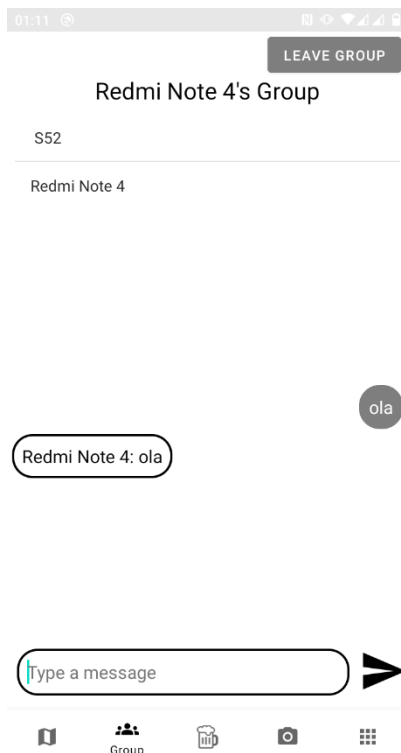 01:11
LEAVE GROUP
Redmi Note 4's Group
S52
Redmi Note 4
ola
Redmi Note 4: ola
Type a message
Group